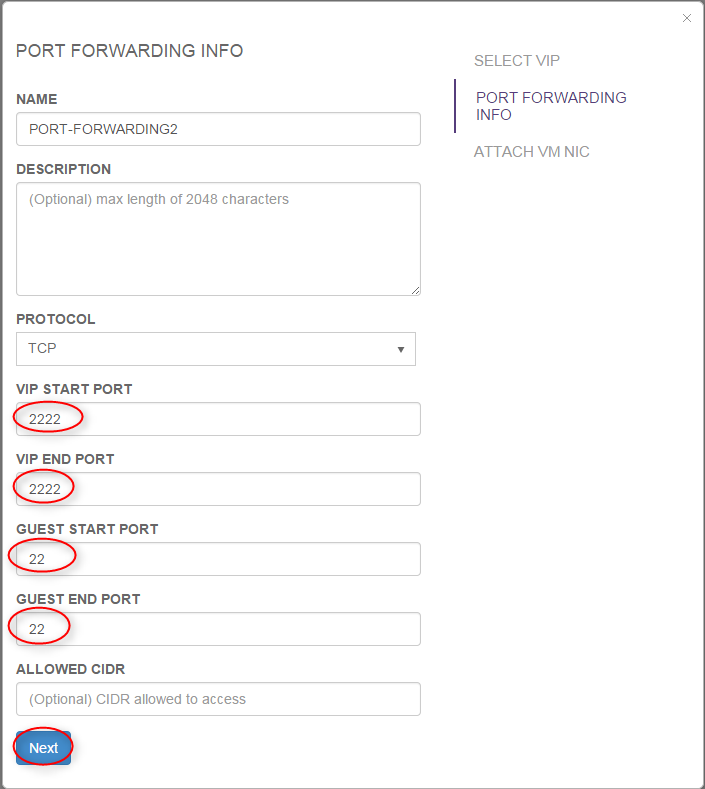 PORT FORWARDING INFO
NAME
PORT-FORWARDING2
DESCRIPTION
(Optional) max length of 2048 characters
PROTOCOL
TCP
VIP START PORT
2222
VIP END PORT
2222
GUEST START PORT
22
GUEST END PORT
22
ALLOWED CIDR
(Optional) CIDR allowed to access
Next
SELECT VIP
PORT FORWARDING
INFO
ATTACH VM NIC